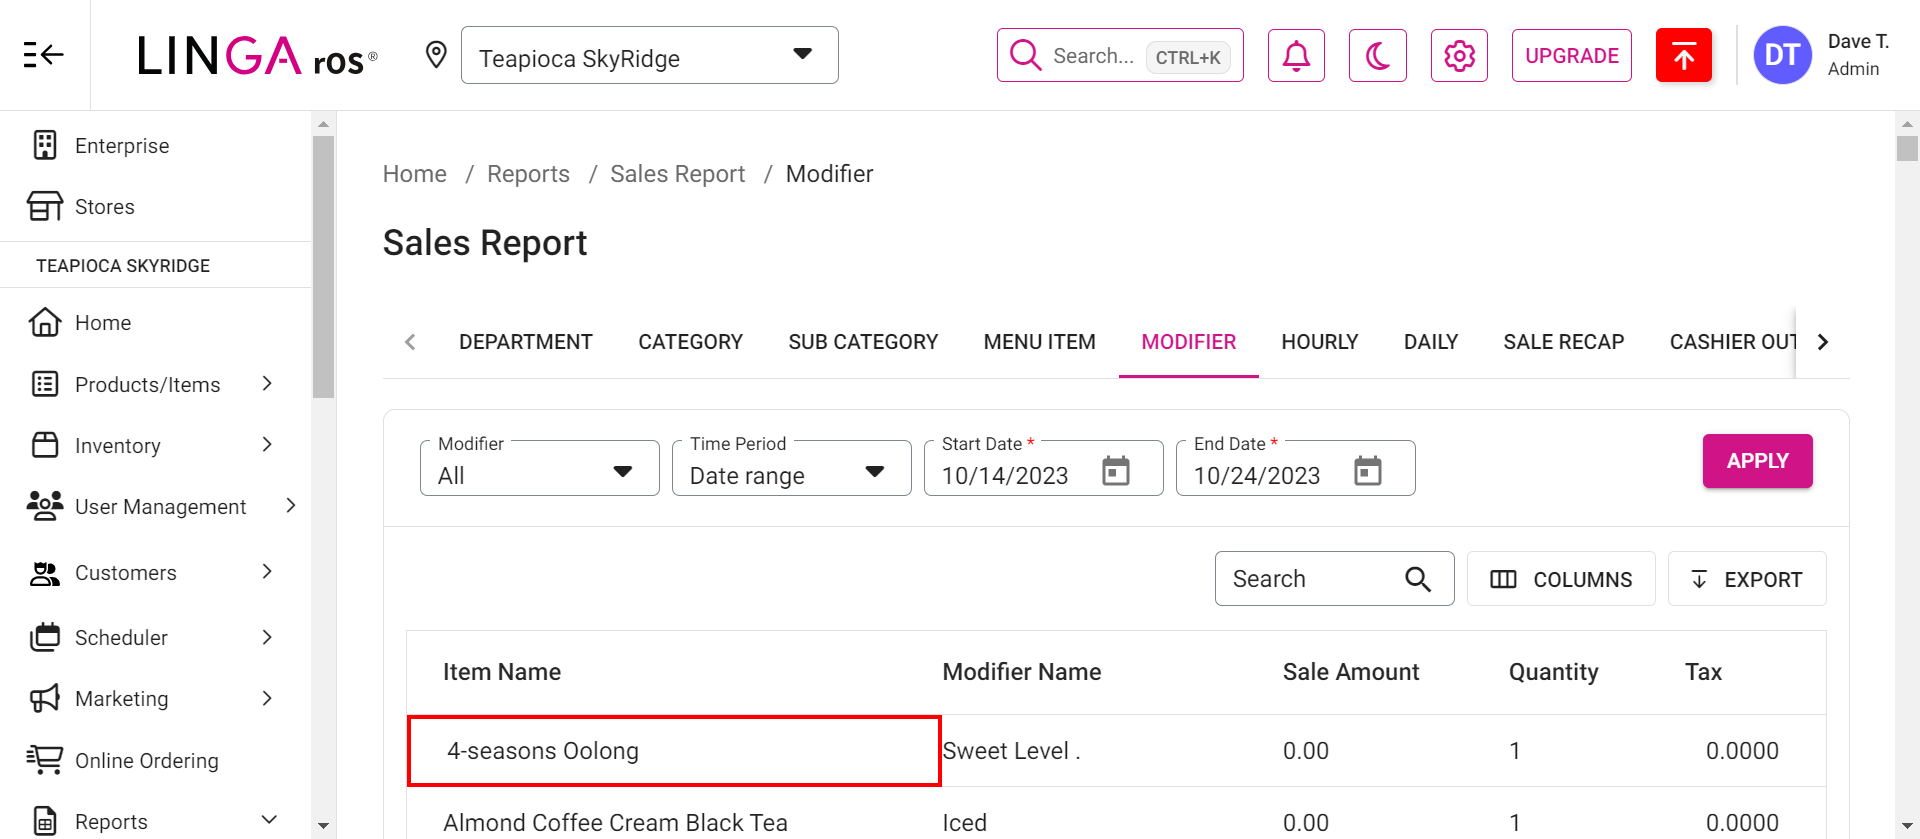 LINGA ros®
Teapioca SkyRidge
Search... CTRL+K
UPGRADE
DT
Dave T.
Admin
Enterprise
Stores
TEAPIOCA SKYRIDGE
Home
Products/Items
Inventory
User Management
Customers
Scheduler
Marketing
Online Ordering
Reports
Home / Reports / Sales Report / Modifier
Sales Report
DEPARTMENT CATEGORY SUB CATEGORY MENU ITEM MODIFIER HOURLY DAILY SALE RECAP CASHIER OUT
Modifier Time Period Start Date * End Date *
All Date range 10/14/2023 10/24/2023
APPLY
Search COLUMNS EXPORT
Item Name Modifier Name Sale Amount Quantity Tax
4-seasons Oolong Sweet Level . 0.00 1 0.0000
Almond Coffee Cream Black Tea Iced 0.00 1 0.0000